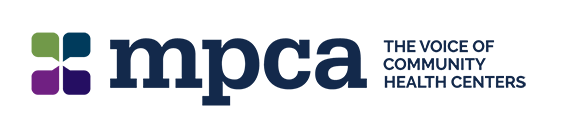 mpca
THE VOICE OF
COMMUNITY
HEALTH CENTERS